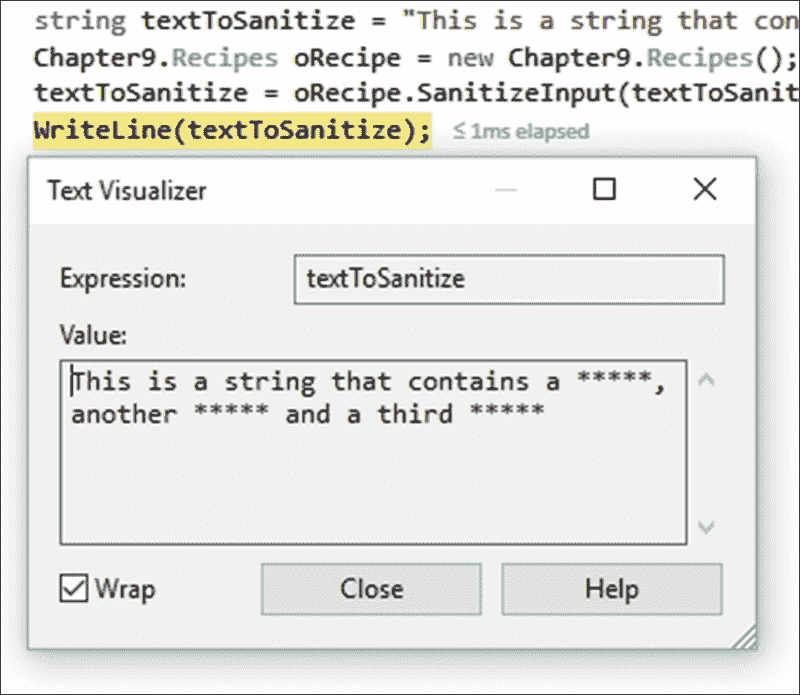 string textToSanitize = "This is a string that con
Chapter9.Recipes oRecipe = new Chapter9.Recipes();
textToSanitize = oRecipe.SanitizeInput(textToSanit
WriteLine(textToSanitize); ≤ 1ms elapsed
Text Visualizer
Expression: textToSanitize
Value:
This is a string that contains a *****,
another ***** and a third *****
Wrap Close Help